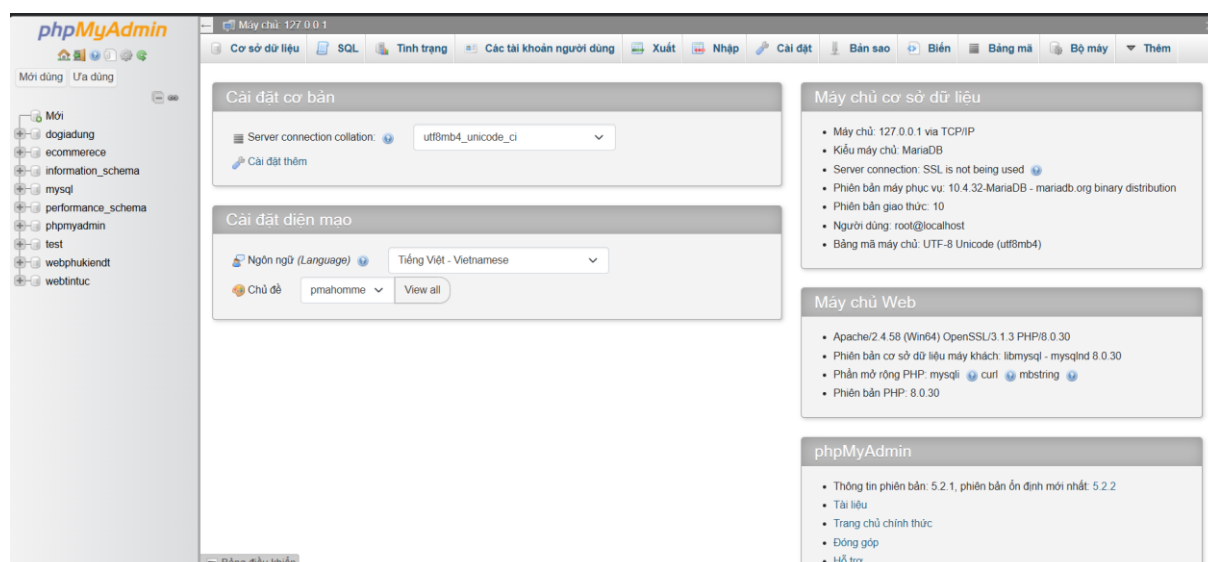 phpMyAdmin
Mới dùng Ưa dùng
Mới
dogiadung
ecommerece
information_schema
mysql
performance_schema
phpmyadmin
test
webphukiendt
webtintuc
Máy chủ: 127.0.0.1
Cơ sở dữ liệu SQL Tình trạng Các tài khoản người dùng Xuất Nhập Cài đặt Bản sao Biến Bảng mã Bộ máy Thêm
Cài đặt cơ bản
Server connection collation: utf8mb4_unicode_ci
Cài đặt thêm
Cài đặt diện mạo
Ngôn ngữ (Language) Tiếng Việt - Vietnamese
Chủ đề pmahomme View all
Máy chủ cơ sở dữ liệu
Máy chủ: 127.0.0.1 via TCP/IP
Kiểu máy chủ: MariaDB
Server connection: SSL is not being used
Phiên bản máy phục vụ: 10.4.32-MariaDB - mariadb.org binary distribution
Phiên bản giao thức: 10
Người dùng: root@localhost
Bảng mã máy chủ: UTF-8 Unicode (utf8mb4)
Máy chủ Web
Apache/2.4.58 (Win64) OpenSSL/3.1.3 PHP/8.0.30
Phiên bản cơ sở dữ liệu máy khách: libmysql - mysqlnd 8.0.30
Phần mở rộng PHP: mysqli curl mbstring
Phiên bản PHP: 8.0.30
phpMyAdmin
Thông tin phiên bản: 5.2.1, phiên bản ổn định mới nhất: 5.2.2
Tài liệu
Trang chủ chính thức
Đóng góp
Hỗ trợ
Bảng điều khiển